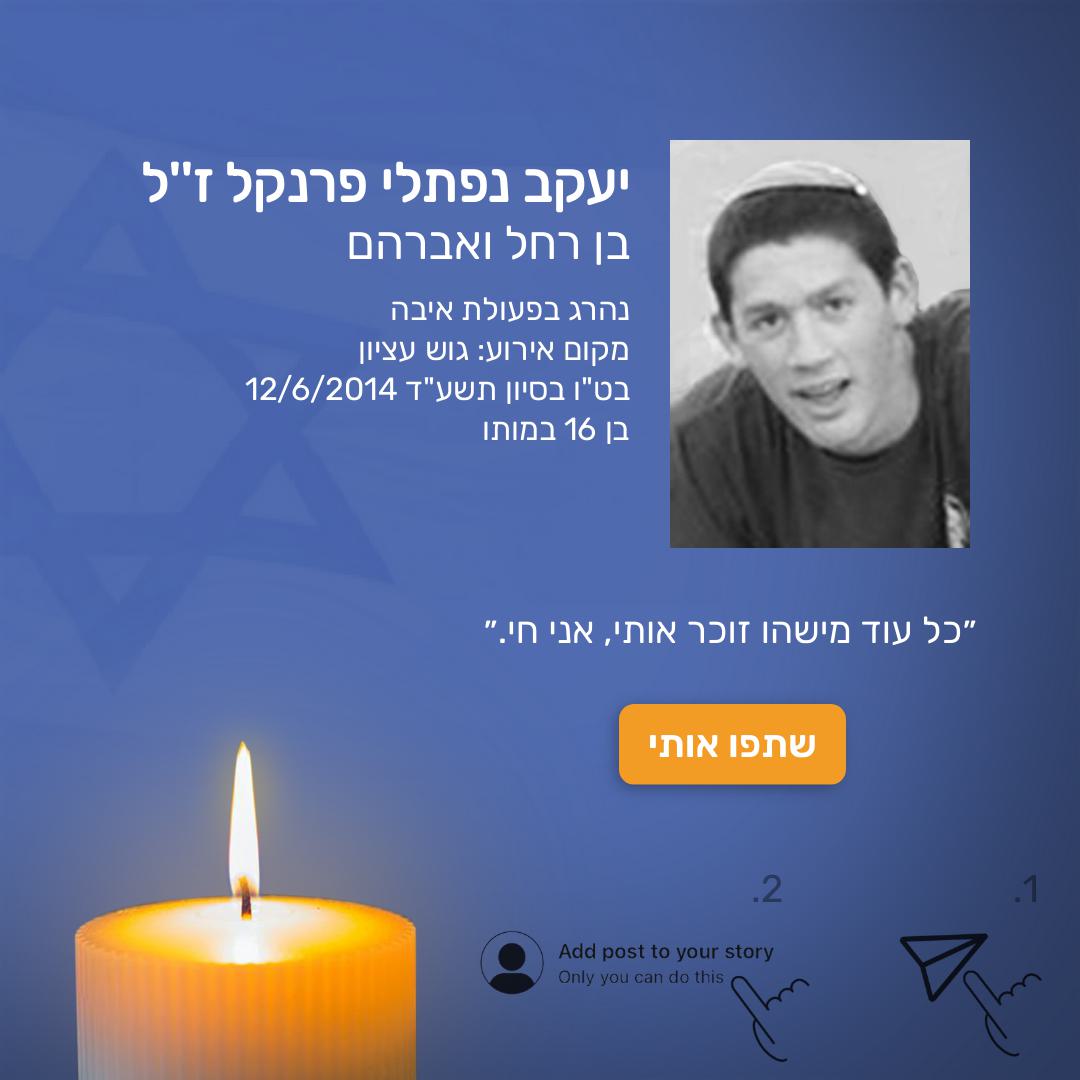 יעקב נפתלי פרנקל ז"ל
בן רחל ואברהם
נהרג בפעולת איבה
מקום אירוע: גוש עציון
בט"ו בסיון תשע"ד 12/6/2014
בן 16 במותו
״כל עוד מישהו זוכר אותי, אני חי.״
שתפו אותי
1.
2.
Add post to your story
Only you can do this